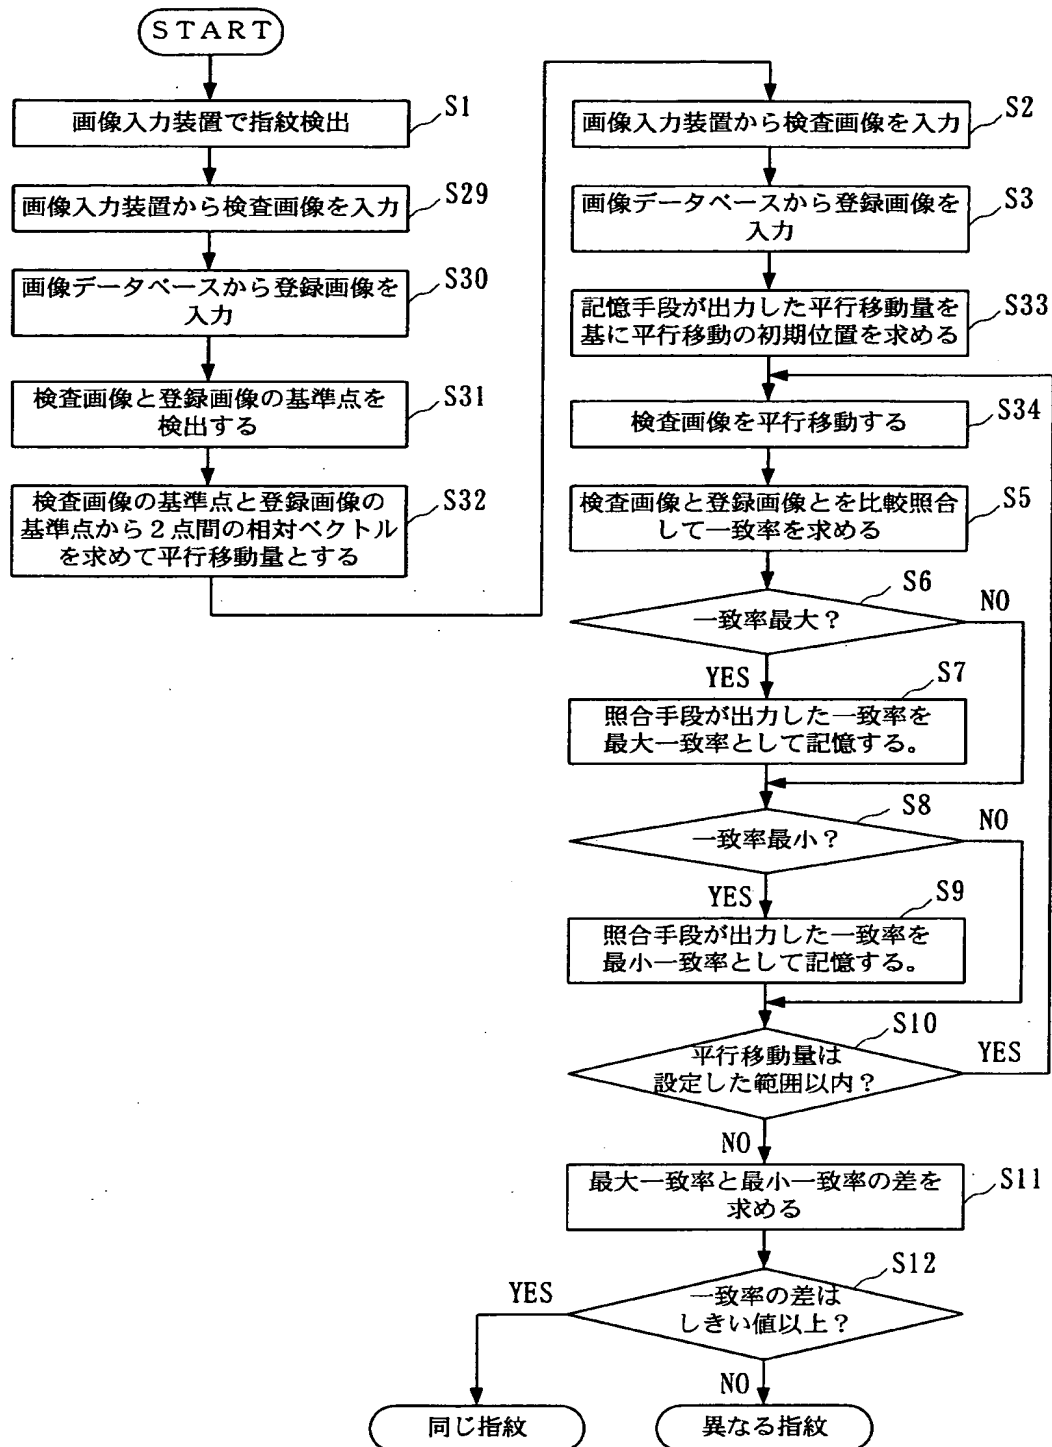 START
画像入力装置で指紋検出
S1
画像入力装置から検査画像を入力
S29
画像データベースから登録画像を
入力
S30
検査画像と登録画像の基準点を
検出する
S31
検査画像の基準点と登録画像の
基準点から2点間の相対ベクトル
を求めて平行移動量とする
S32
画像入力装置から検査画像を入力
S2
画像データベースから登録画像を
入力
S3
記憶手段が出力した平行移動量を
基に平行移動の初期位置を求める
S33
検査画像を平行移動する
S34
検査画像と登録画像とを比較照合
して一致率を求める
S5
一致率最大?
S6
NO
YES
照合手段が出力した一致率を
最大一致率として記憶する。
S7
一致率最小?
S8
NO
YES
照合手段が出力した一致率を
最小一致率として記憶する。
S9
平行移動量は
設定した範囲以内?
S10
YES
NO
最大一致率と最小一致率の差を
求める
S11
一致率の差は
しきい値以上?
S12
YES
NO
同じ指紋
異なる指紋